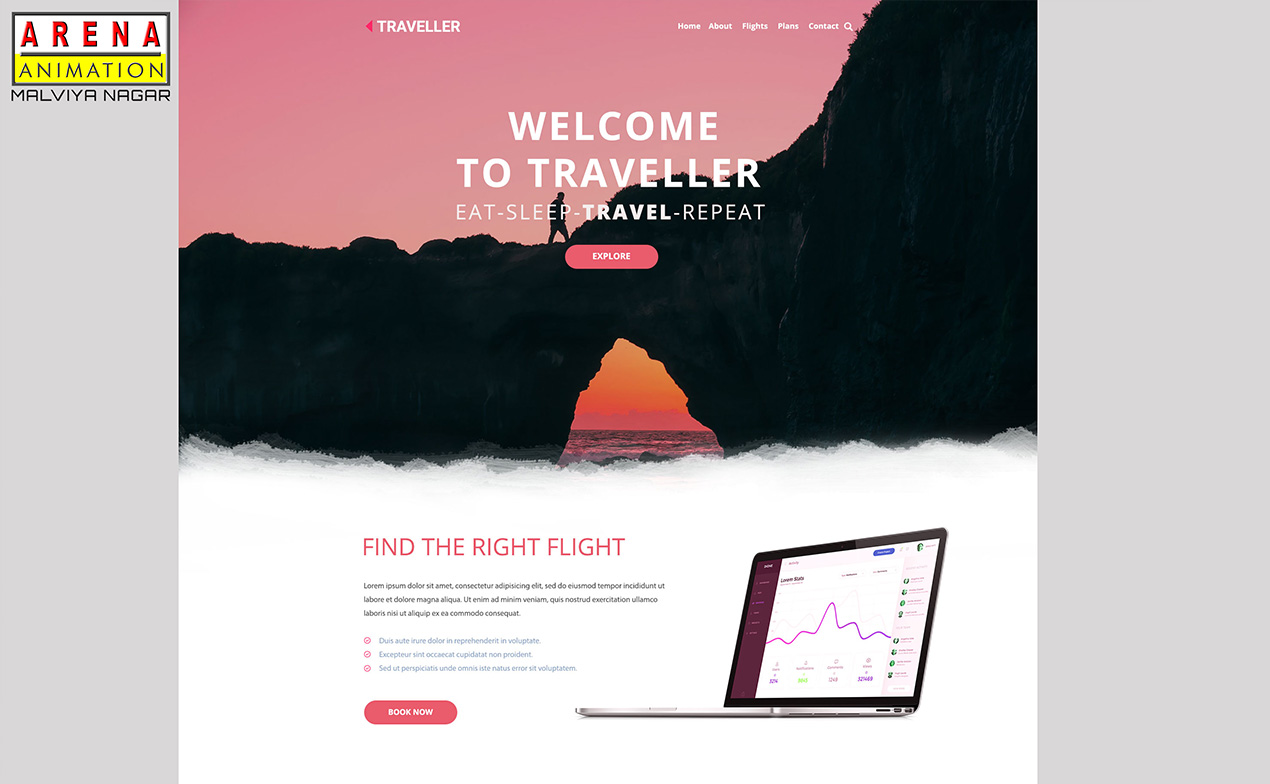 ARENA
ANIMATION
MALVIYA NAGAR
TRAVELLER
Home About Flights Plans Contact
WELCOME
TO TRAVELLER
EAT-SLEEP-TRAVEL-REPEAT
EXPLORE
FIND THE RIGHT FLIGHT
Lorem ipsum dolor sit amet, consectetur adipisicing elit, sed do eiusmod tempor incididunt ut
labore et dolore magna aliqua. Ut enim ad minim veniam, quis nostrud exercitation ullamco
laboris nisi ut aliquip ex ea commodo consequat.
Duis aute irure dolor in reprehenderit in voluptate.
Excepteur sint occaecat cupidatat non proident.
Sed ut perspiciatis unde omnis iste natus error sit voluptatem.
BOOK NOW
Lorem Stats
3214
1248
321469